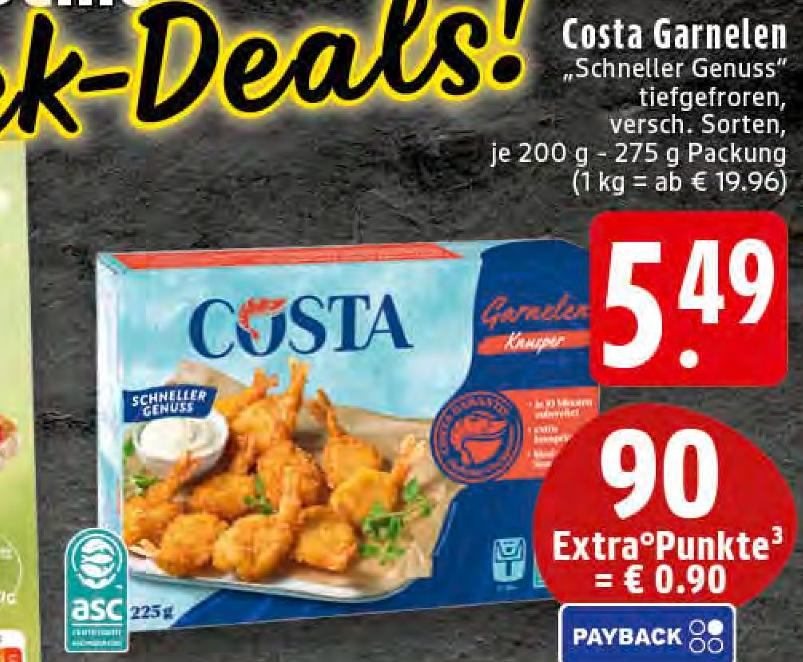 k-Deals!
Costa Garnelen
„Schneller Genuss“
tiefgefroren,
versch. Sorten,
je 200 g - 275 g Packung
(1 kg = ab € 19.96)
5.49
COSTA
Garnelen
Knusper
SCHNELLER
GENUSS
90
Extra°Punkte³
= € 0.90
asc
225g
PAYBACK